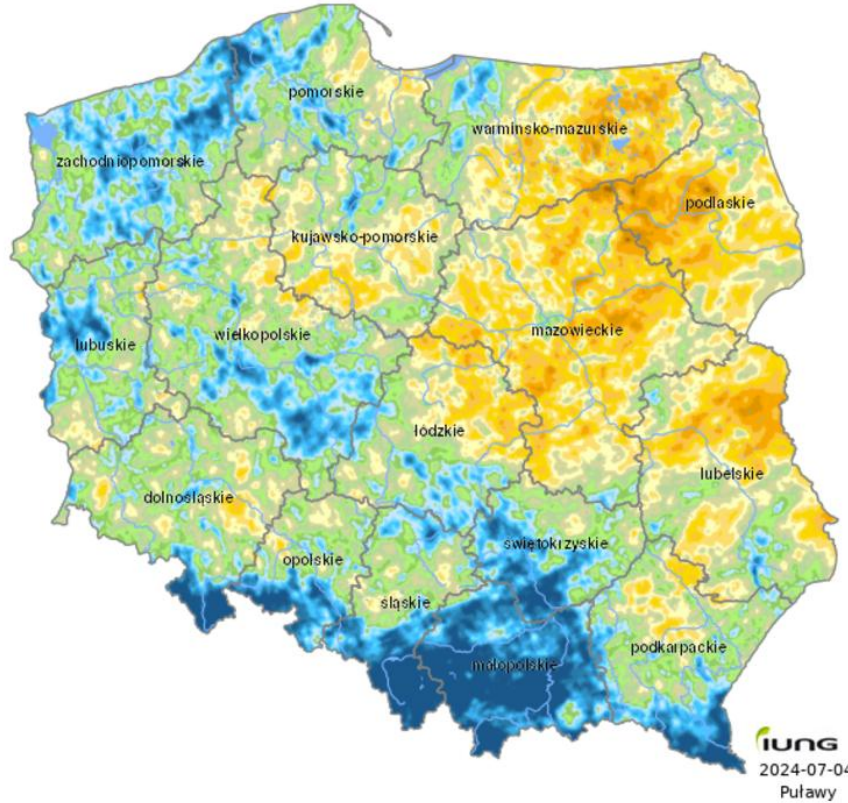 pomorskie
warmińsko-mazurskie
zachodniopomorskie
podlaskie
kujawsko-pomorskie
mazowieckie
wielkopolskie
lubuskie
łódzkie
lubelskie
dolnośląskie
świętokrzyskie
opolskie
śląskie
podkarpackie
małopolskie
IUNG
2024-07-04
Puławy